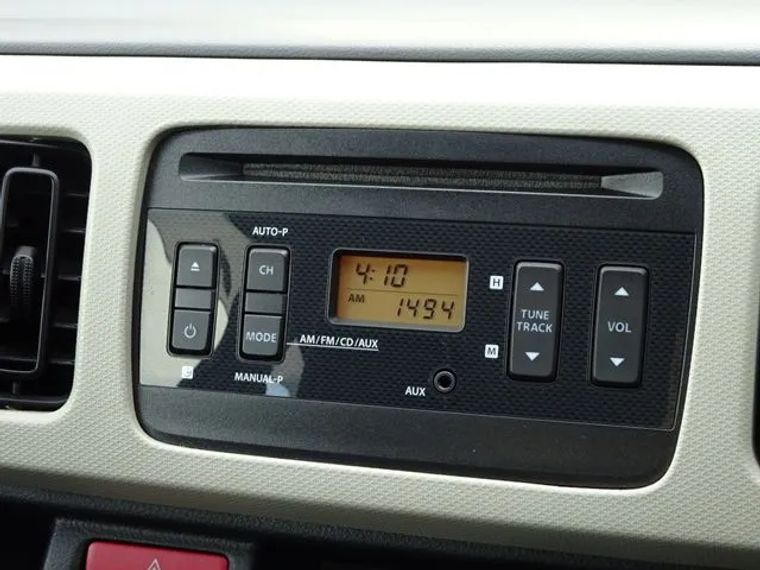 AUTO-P
CH
4:10
H
AM 1494
TUNE
TRACK
VOL
MODE
AM/FM/CD/AUX
M
MANUAL-P
AUX